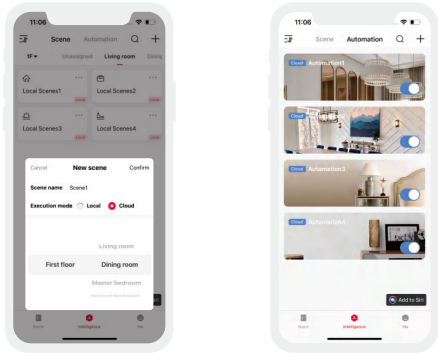 11:06
Scene Automation
1F Unassigned Living room Dining
Local Scenes1
Local Scenes2
Local Scenes3
Local Scenes4
Cancel New scene Confirm
Scene name Scene1
Execution mode Local Cloud
Living room
First floor Dining room
Master bedroom
Intelligence Me
11:06
Scene Automation
Cloud Automation1
Cloud
Cloud Automation3
Cloud
Add to Siri
Intelligence Me